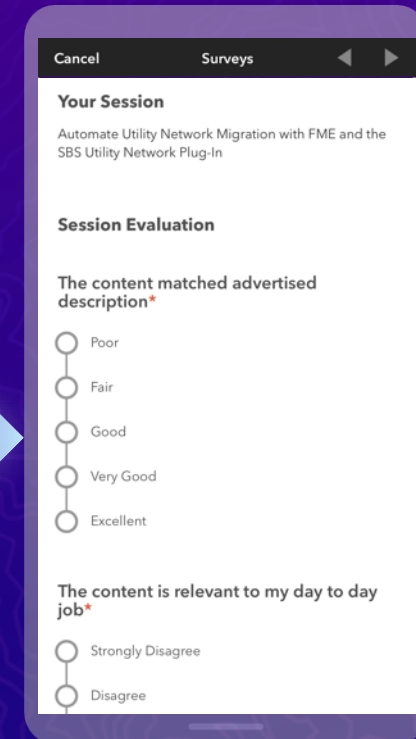 Cancel Surveys
Your Session
Automate Utility Network Migration with FME and the
SBS Utility Network Plug-In
Session Evaluation
The content matched advertised
description*
Poor
Fair
Good
Very Good
Excellent
The content is relevant to my day to day
job*
Strongly Disagree
Disagree